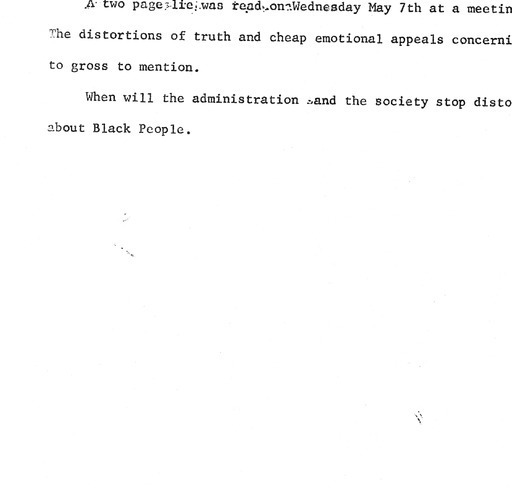 A two page lie was read on Wednesday May 7th at a meetin
The distortions of truth and cheap emotional appeals concerni
to gross to mention.
When will the administration and the society stop disto
about Black People.